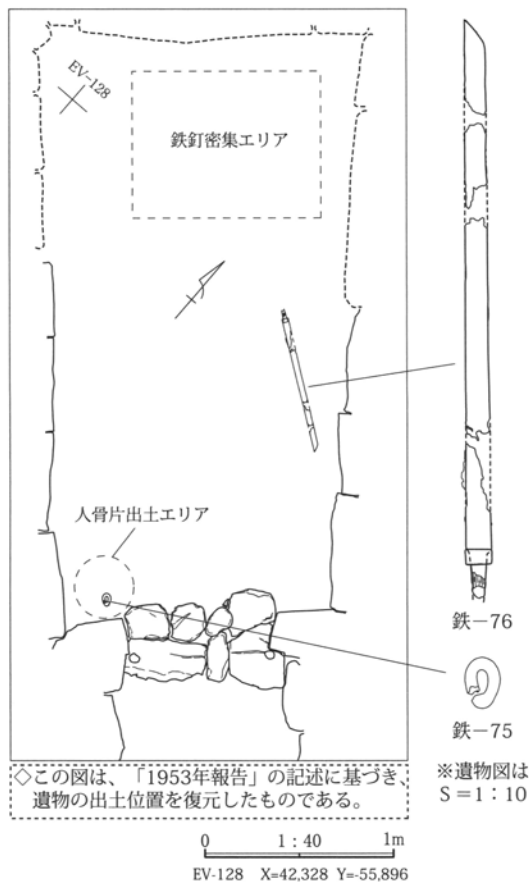 EV-128
鉄釘密集エリア
人骨片出土エリア
鉄−76
鉄−75
◇この図は、「1953年報告」の記述に基づき、
遺物の出土位置を復元したものである。
※遺物図は
S＝1：10
0 1：40 1m
EV-128 X=42,328 Y=-55,896